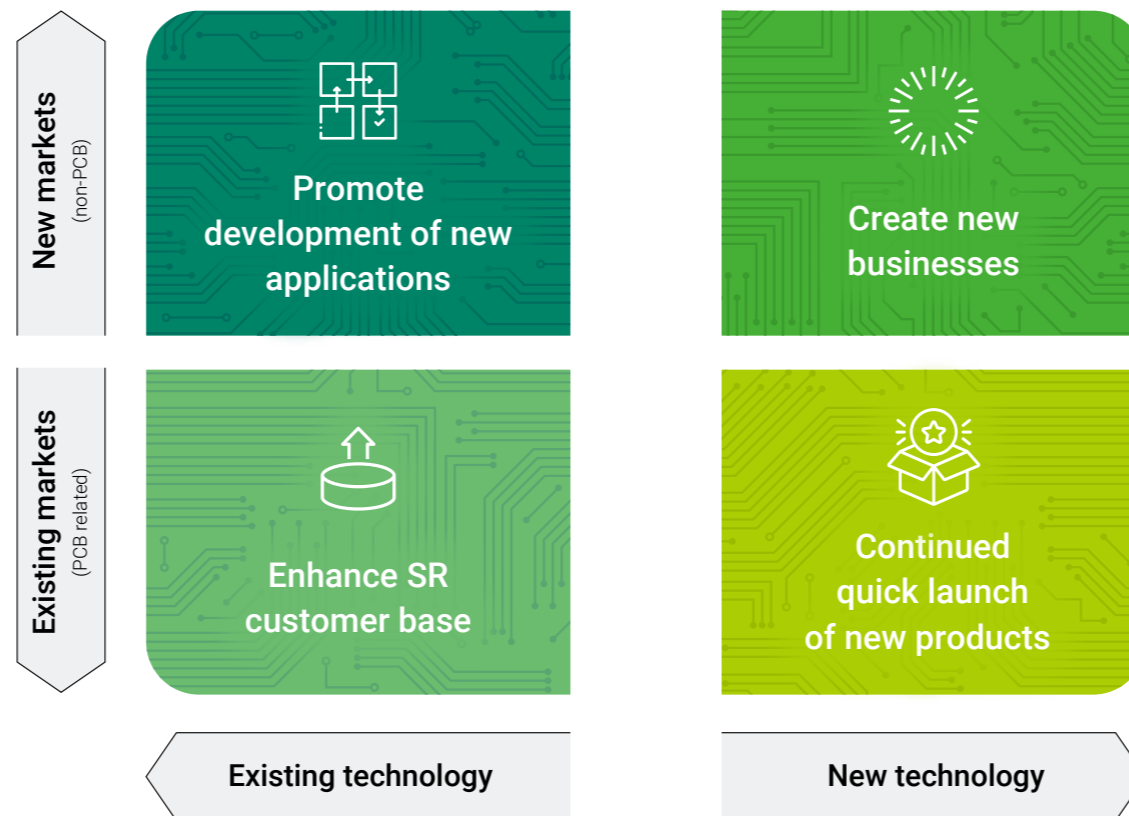 New markets
(non-PCB)
Promote
development of new
applications
Create new
businesses
Existing markets
(PCB related)
Enhance SR
customer base
Continued
quick launch
of new products
Existing technology
New technology